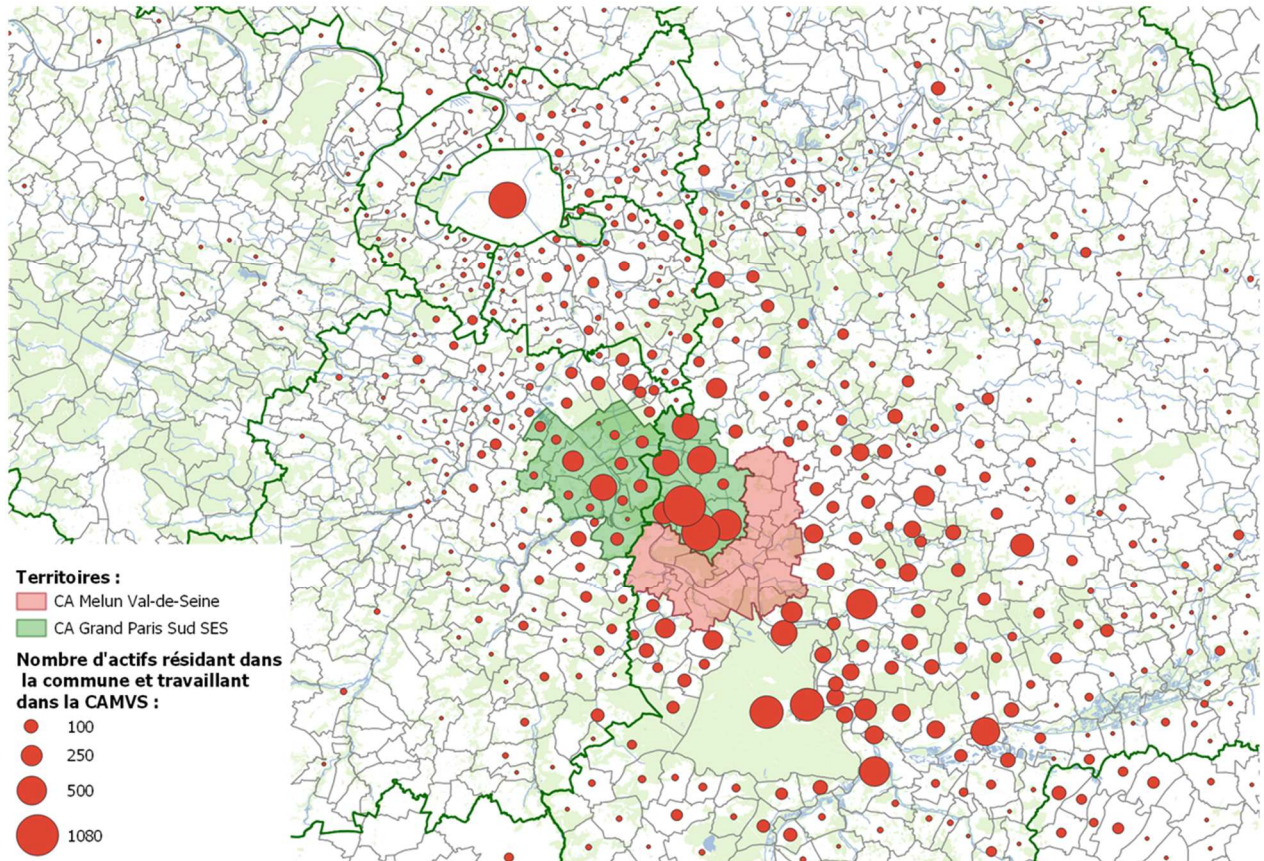 Territoires :
CA Melun Val-de-Seine
CA Grand Paris Sud SES
Nombre d'actifs résidant dans
la commune et travaillant
dans la CAMVS :
100
250
500
1080